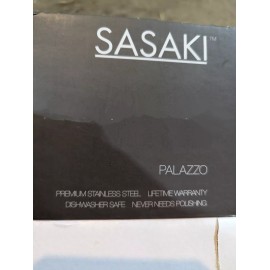 SASAKI™
PALAZZO
PREMIUM STAINLESS STEEL LIFETIME WARRANTY
DISHWASHER SAFE NEVER NEEDS POLISHING